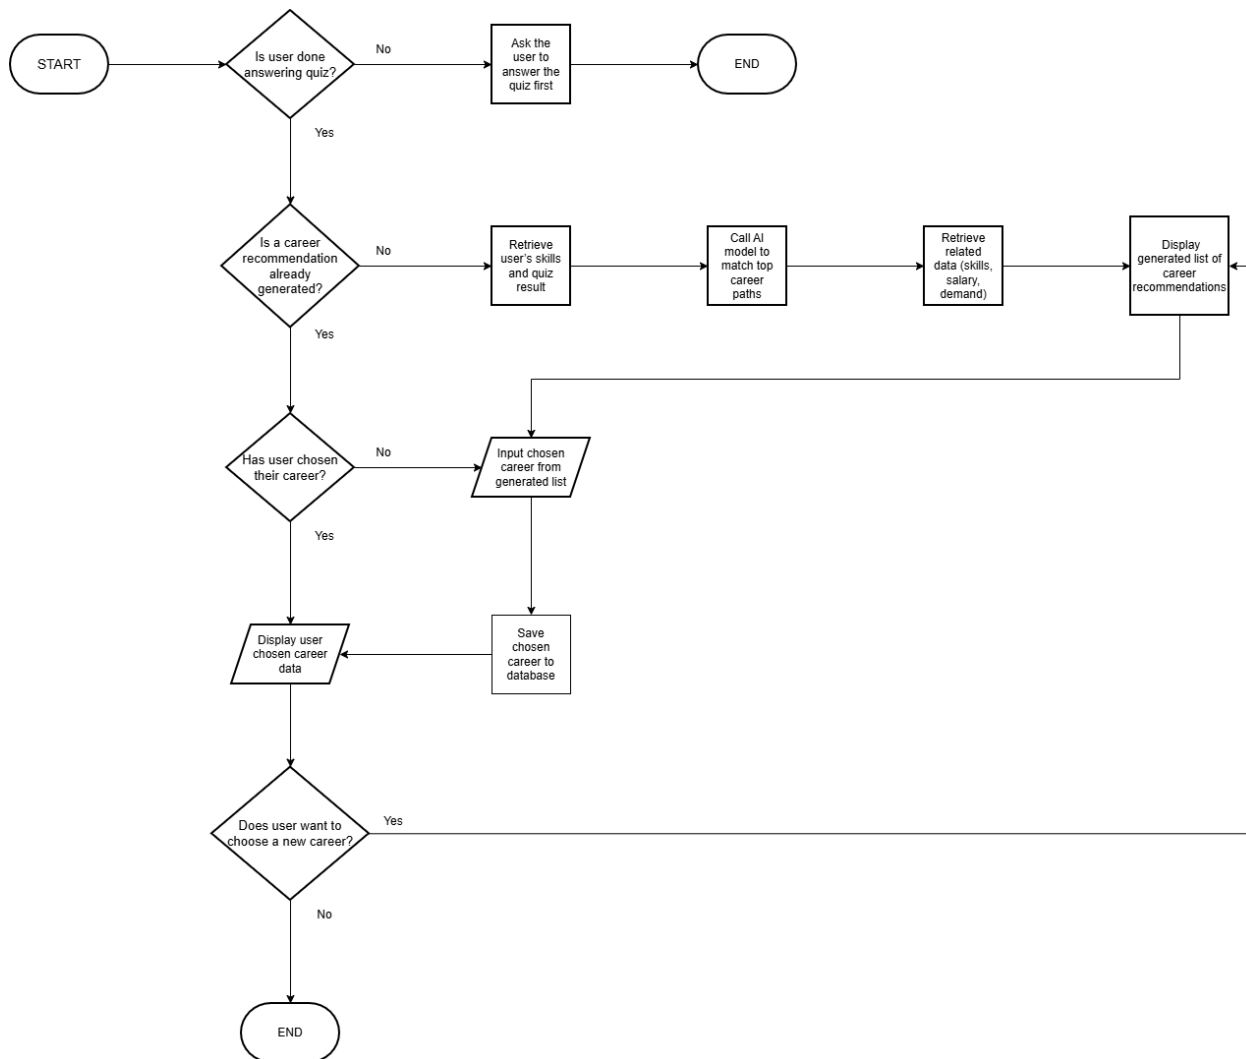 START
Is user done
answering quiz?
No
Ask the
user to
answer the
quiz first
END
Yes
Is a career
recommendation
already
generated?
No
Retrieve
user's skills
and quiz
result
Call AI
model to
match top
career
paths
Retrieve
related
data (skills,
salary,
demand)
Display
generated list of
career
recommendations
Yes
Has user chosen
their career?
No
Input chosen
career from
generated list
Yes
Display user
chosen career
data
Save
chosen
career to
database
Does user want to
choose a new career?
Yes
No
END